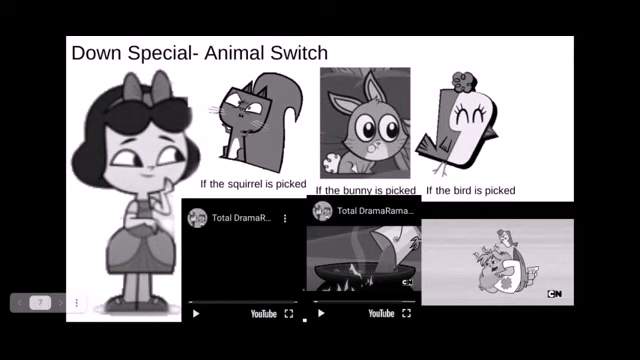 Down Special- Animal Switch
If the squirrel is picked
If the bunny is picked
If the bird is picked
Total DramaR...
Total DramaRama...
YouTube
YouTube
CN
CN
7